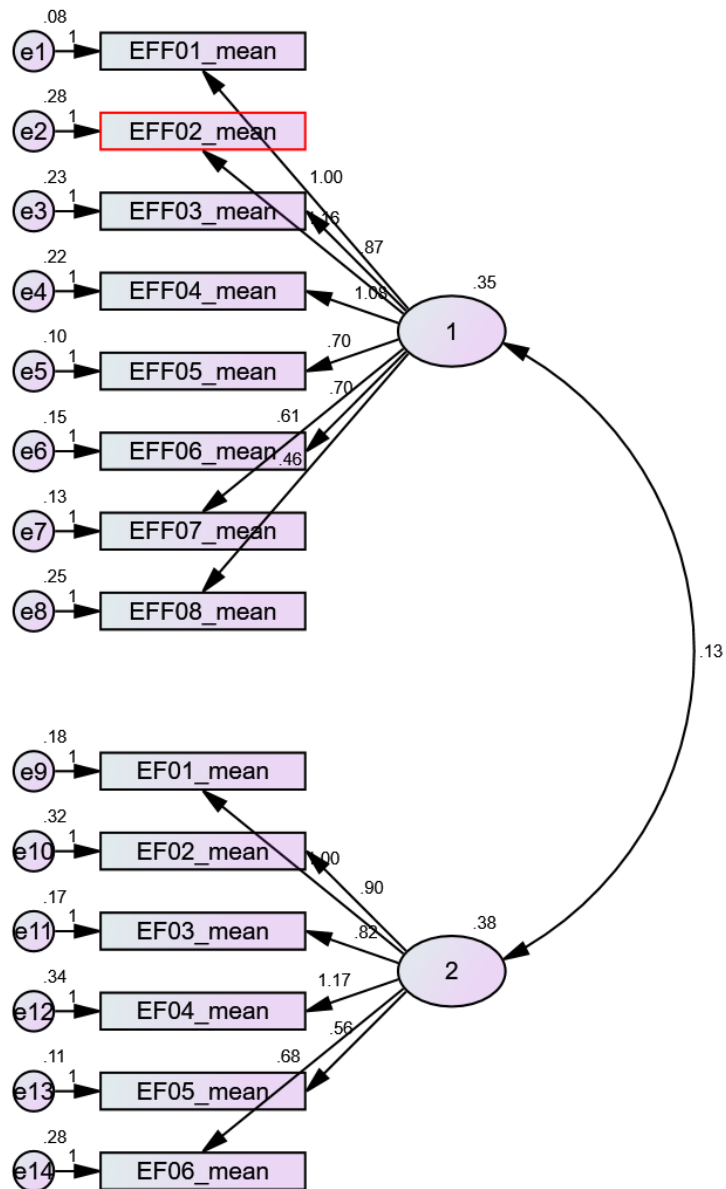 .08
e1 1 EFF01_mean
.28
e2 1 EFF02_mean
1.00
.23
e3 1 EFF03_mean 1.16
.87
.22
e4 1 EFF04_mean 1.08 .35
1
.10
e5 1 EFF05_mean .70
.70
.15
e6 1 EFF06_mean .61
.46
.13
e7 1 EFF07_mean
.25
e8 1 EFF08_mean
.13
.18
e9 1 EF01_mean
.32
e10 1 EF02_mean 1.00
.90
.17
e11 1 EF03_mean .82 .38
2
.34
e12 1 EF04_mean 1.17
.56
.11
e13 1 EF05_mean .68
.28
e14 1 EF06_mean